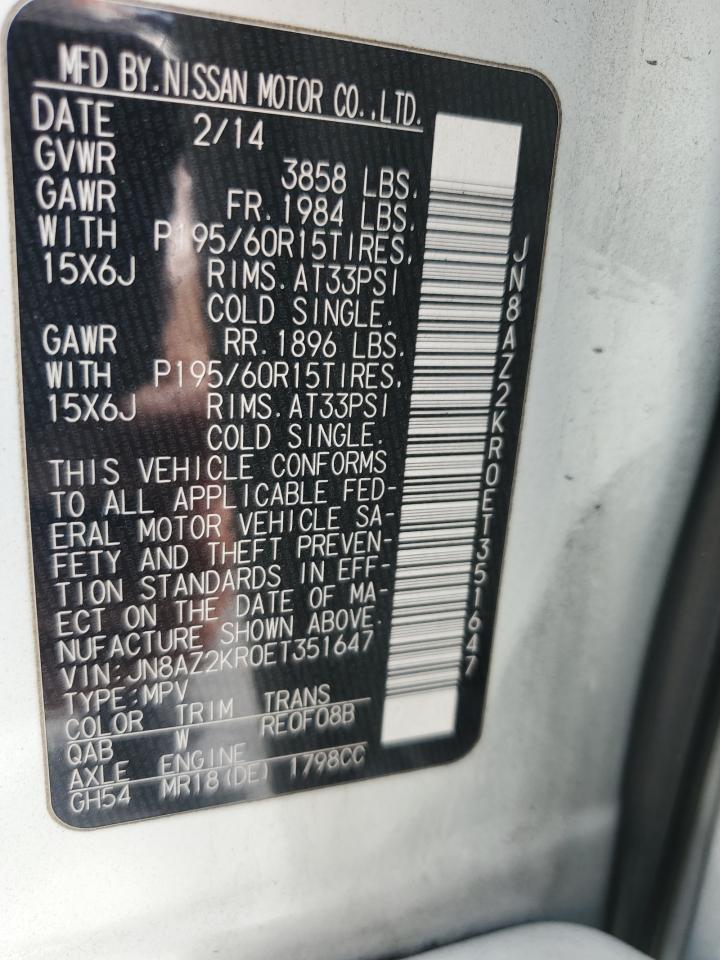 MFD BY.NISSAN MOTOR CO.,LTD.
DATE 2/14
GVWR 3858 LBS.
GAWR FR.1984 LBS.
WITH P195/60R15TIRES,
15X6J RIMS.AT33PSI
COLD SINGLE.
GAWR RR.1896 LBS.
WITH P195/60R15TIRES,
15X6J RIMS.AT33PSI
COLD SINGLE.
THIS VEHICLE CONFORMS
TO ALL APPLICABLE FED-
ERAL MOTOR VEHICLE SA-
FETY AND THEFT PREVEN-
TION STANDARDS IN EFF-
ECT ON THE DATE OF MA-
NUFACTURE SHOWN ABOVE.
VIN:JN8AZ2KR0ET351647
TYPE:MPV
COLOR TRIM TRANS
QAB W RE0F08B
AXLE ENGINE
GH54 MR18(DE) 1798CC
JN8AZ2KR0ET351647